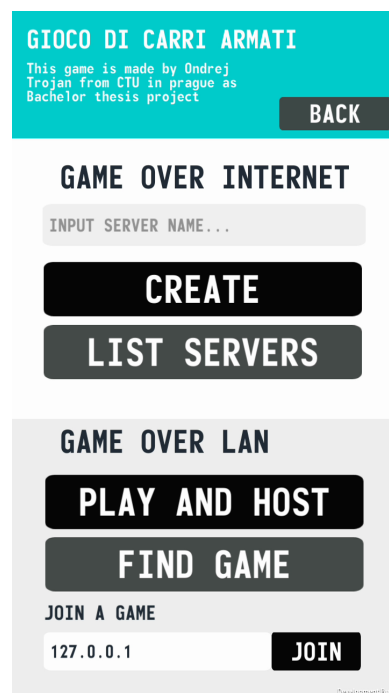 GIOCO DI CARRI ARMATI
This game is made by Ondrej
Trojan from CTU in prague as
Bachelor thesis project
BACK
GAME OVER INTERNET
INPUT SERVER NAME...
CREATE
LIST SERVERS
GAME OVER LAN
PLAY AND HOST
FIND GAME
JOIN A GAME
127.0.0.1
JOIN